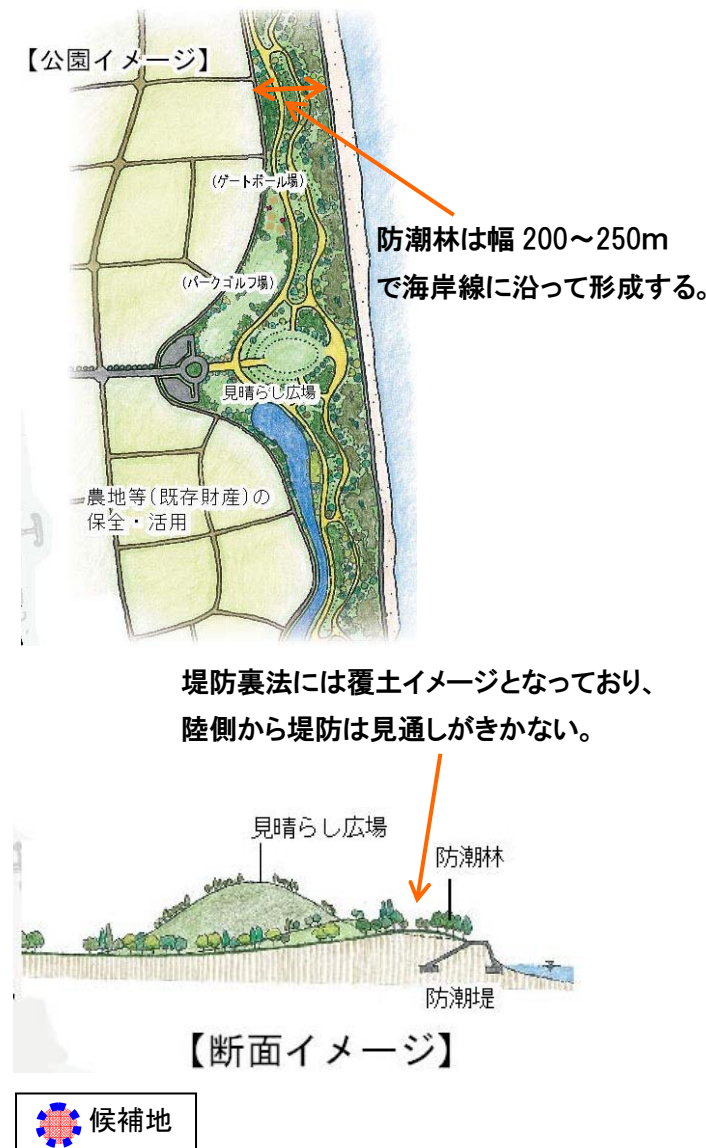 【公園イメージ】
(ゲートボール場)
防潮林は幅 200～250m
で海岸線に沿って形成する。
(パークゴルフ場)
見晴らし広場
農地等(既存財産)の
保全・活用
堤防裏法には覆土イメージとなっており、
陸側から堤防は見通しがきかない。
見晴らし広場
防潮林
防潮堤
【断面イメージ】
候補地